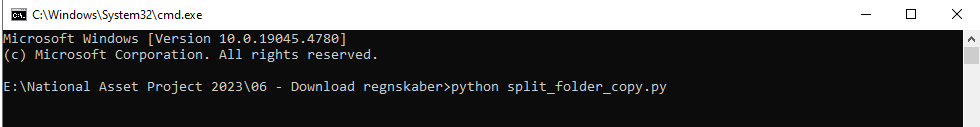 C:\Windows\System32\cmd.exe
Microsoft Windows [Version 10.0.19045.4780]
(c) Microsoft Corporation. All rights reserved.
E:\National Asset Project 2023\06 - Download regnskaber>python split_folder_copy.py